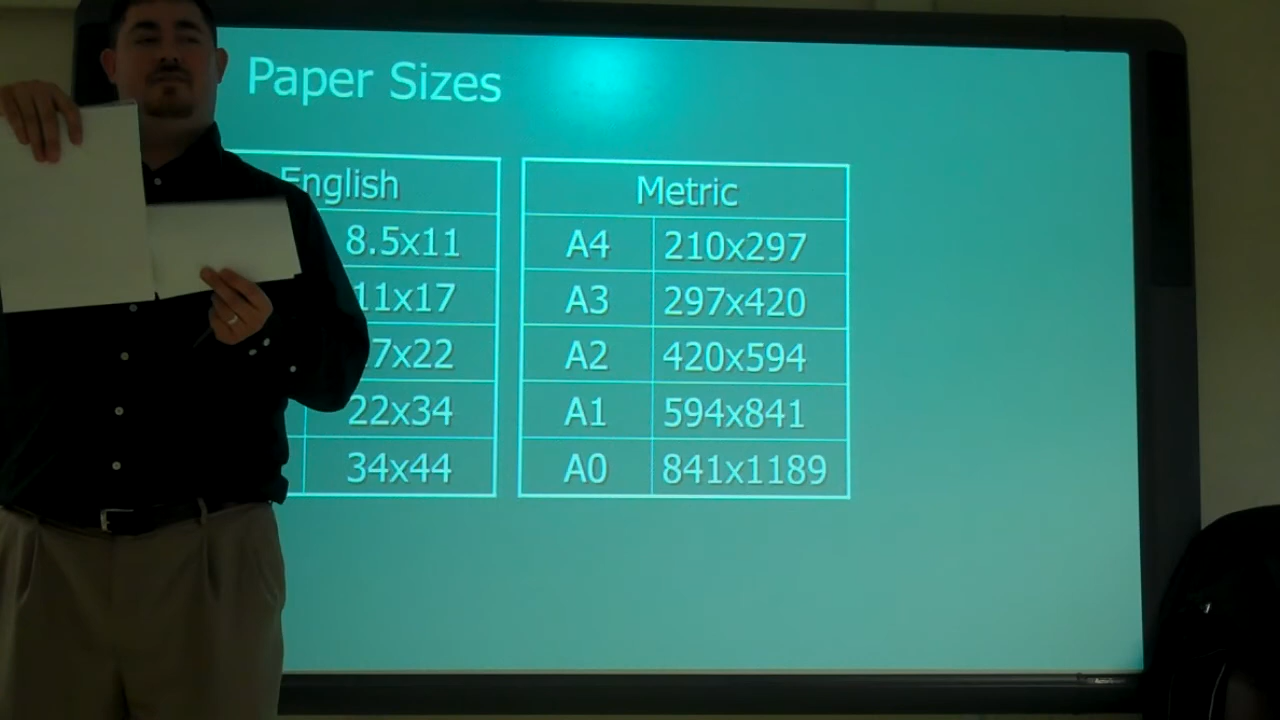 Paper Sizes
English
8.5x11
11x17
7x22
22x34
34x44
Metric
A4 210x297
A3 297x420
A2 420x594
A1 594x841
A0 841x1189